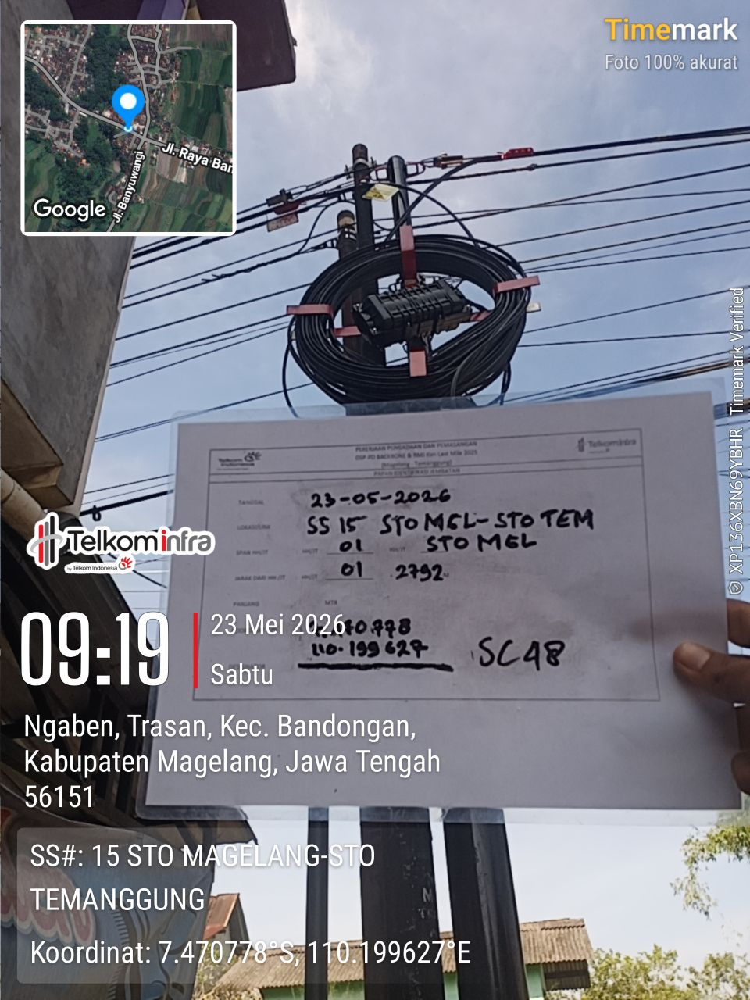 Timemark
Foto 100% akurat
Jl. Raya Ban
Jl. Banyuwangi
Google
XP136XBN69YBHR Timemark Verified
Telkom
Indonesia
PEKERJAAN PENGADAAN DAN PEMASANGAN
OSP-FO BACKBONE & RMJ dan Last Mile 2025
(Magelang - Temanggung)
PAPAN IDENTIFIKASI JEMBATAN
Telkominfra
TANGGAL 23-05-2026
LOKASI/LINK SS 15 STO MGL-STO TEM
SPAN HH/JT HH/JT 01 HH/JT STO MGL
JARAK DARI HH/JT HH/JT 01 2792
PANJANG MTR
70.778
110.199627
SC48
Telkominfra
by Telkom Indonesia
09:19
23 Mei 2026
Sabtu
Ngaben, Trasan, Kec. Bandongan,
Kabupaten Magelang, Jawa Tengah
56151
SS#: 15 STO MAGELANG-STO
TEMANGGUNG
Koordinat: 7.470778°S, 110.199627°E